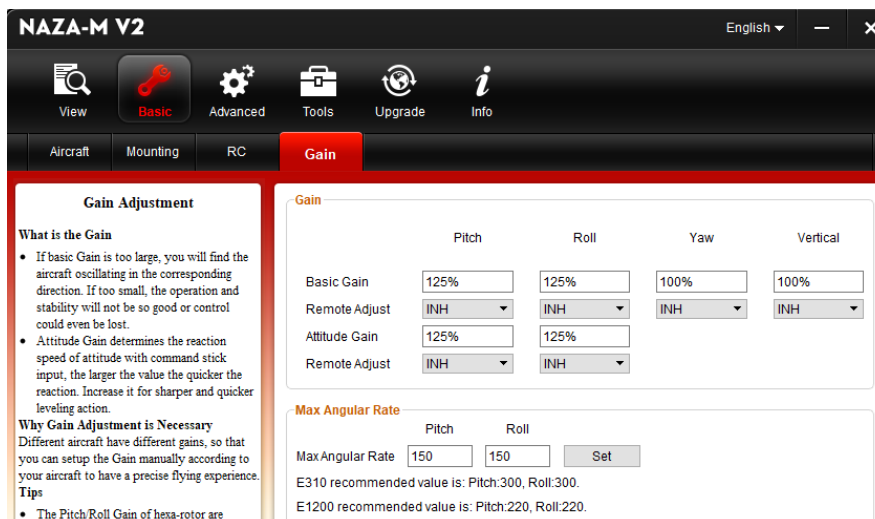 NAZA-M V2
English
View Basic Advanced Tools Upgrade Info
Aircraft Mounting RC Gain
Gain Adjustment
What is the Gain
• If basic Gain is too large, you will find the
aircraft oscillating in the corresponding
direction. If too small, the operation and
stability will not be so good or control
could even be lost.
• Attitude Gain determines the reaction
speed of attitude with command stick
input, the larger the value the quicker the
reaction. Increase it for sharper and quicker
leveling action.
Why Gain Adjustment is Necessary
Different aircraft have different gains, so that
you can setup the Gain manually according to
your aircraft to have a precise flying experience.
Tips
• The Pitch/Roll Gain of hexa-rotor are
Gain
Pitch Roll Yaw Vertical
Basic Gain 125% 125% 100% 100%
Remote Adjust INH INH INH INH
Attitude Gain 125% 125%
Remote Adjust INH INH
Max Angular Rate
Pitch Roll
MaxAngular Rate 150 150 Set
E310 recommended value is: Pitch:300, Roll:300.
E1200 recommended value is: Pitch:220, Roll:220.